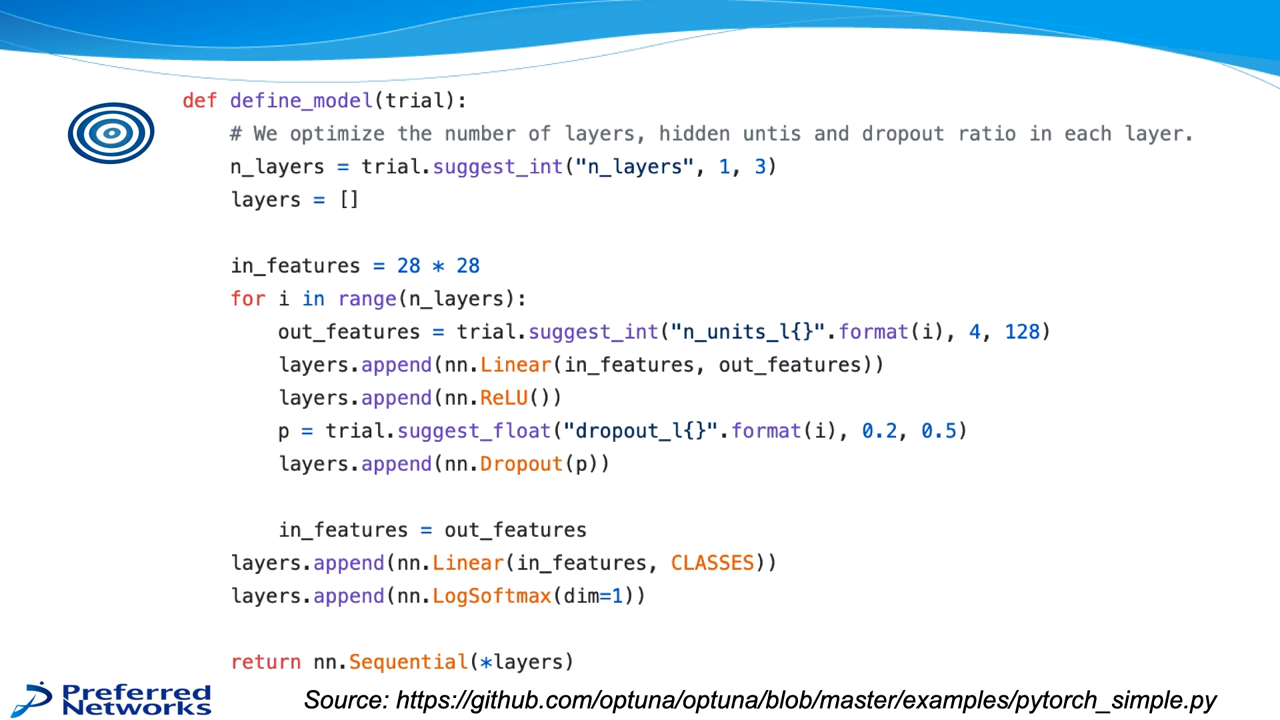 def define_model(trial):
    # We optimize the number of layers, hidden untis and dropout ratio in each layer.
    n_layers = trial.suggest_int("n_layers", 1, 3)
    layers = []

    in_features = 28 * 28
    for i in range(n_layers):
        out_features = trial.suggest_int("n_units_l{}".format(i), 4, 128)
        layers.append(nn.Linear(in_features, out_features))
        layers.append(nn.ReLU())
        p = trial.suggest_float("dropout_l{}".format(i), 0.2, 0.5)
        layers.append(nn.Dropout(p))

        in_features = out_features
    layers.append(nn.Linear(in_features, CLASSES))
    layers.append(nn.LogSoftmax(dim=1))

    return nn.Sequential(*layers)
Preferred
Networks
Source: https://github.com/optuna/optuna/blob/master/examples/pytorch_simple.py